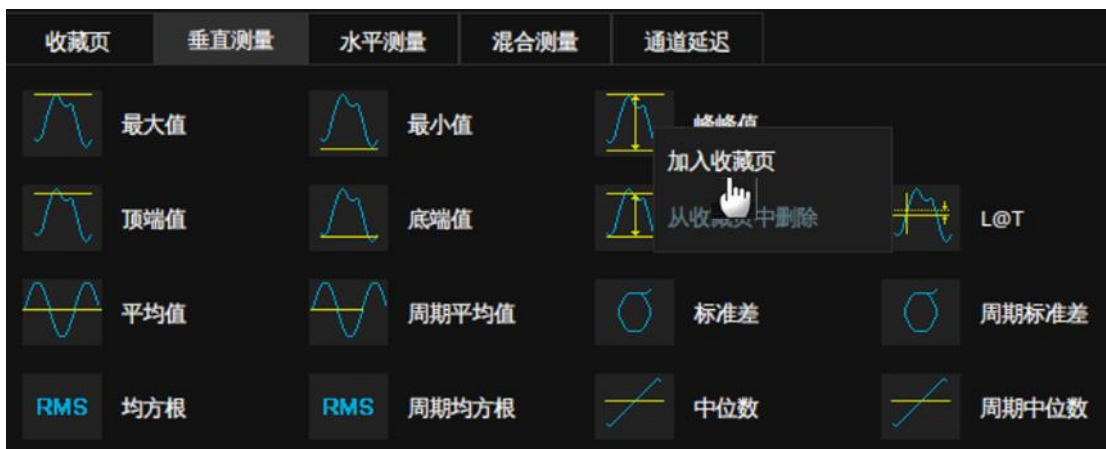 收藏页 垂直测量 水平测量 混合测量 通道延迟
最大值 最小值 峰峰值
加入收藏页
顶端值 底端值 从收藏页中删除 L@T
平均值 周期平均值 标准差 周期标准差
RMS 均方根 RMS 周期均方根 中位数 周期中位数